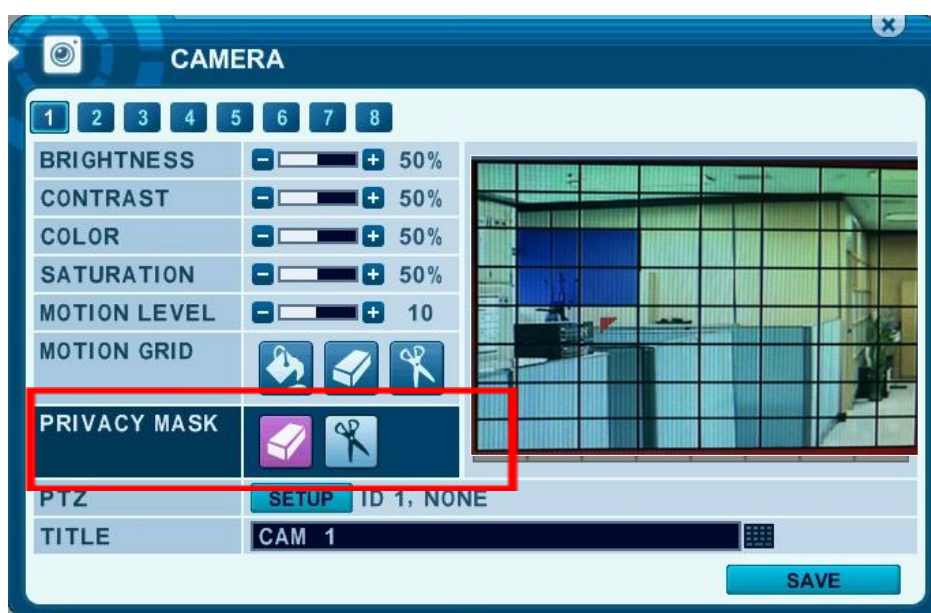 CAMERA
1 2 3 4 5 6 7 8
BRIGHTNESS 50%
CONTRAST 50%
COLOR 50%
SATURATION 50%
MOTION LEVEL 10
MOTION GRID
PRIVACY MASK
PTZ SETUP ID 1, NONE
TITLE CAM 1
SAVE